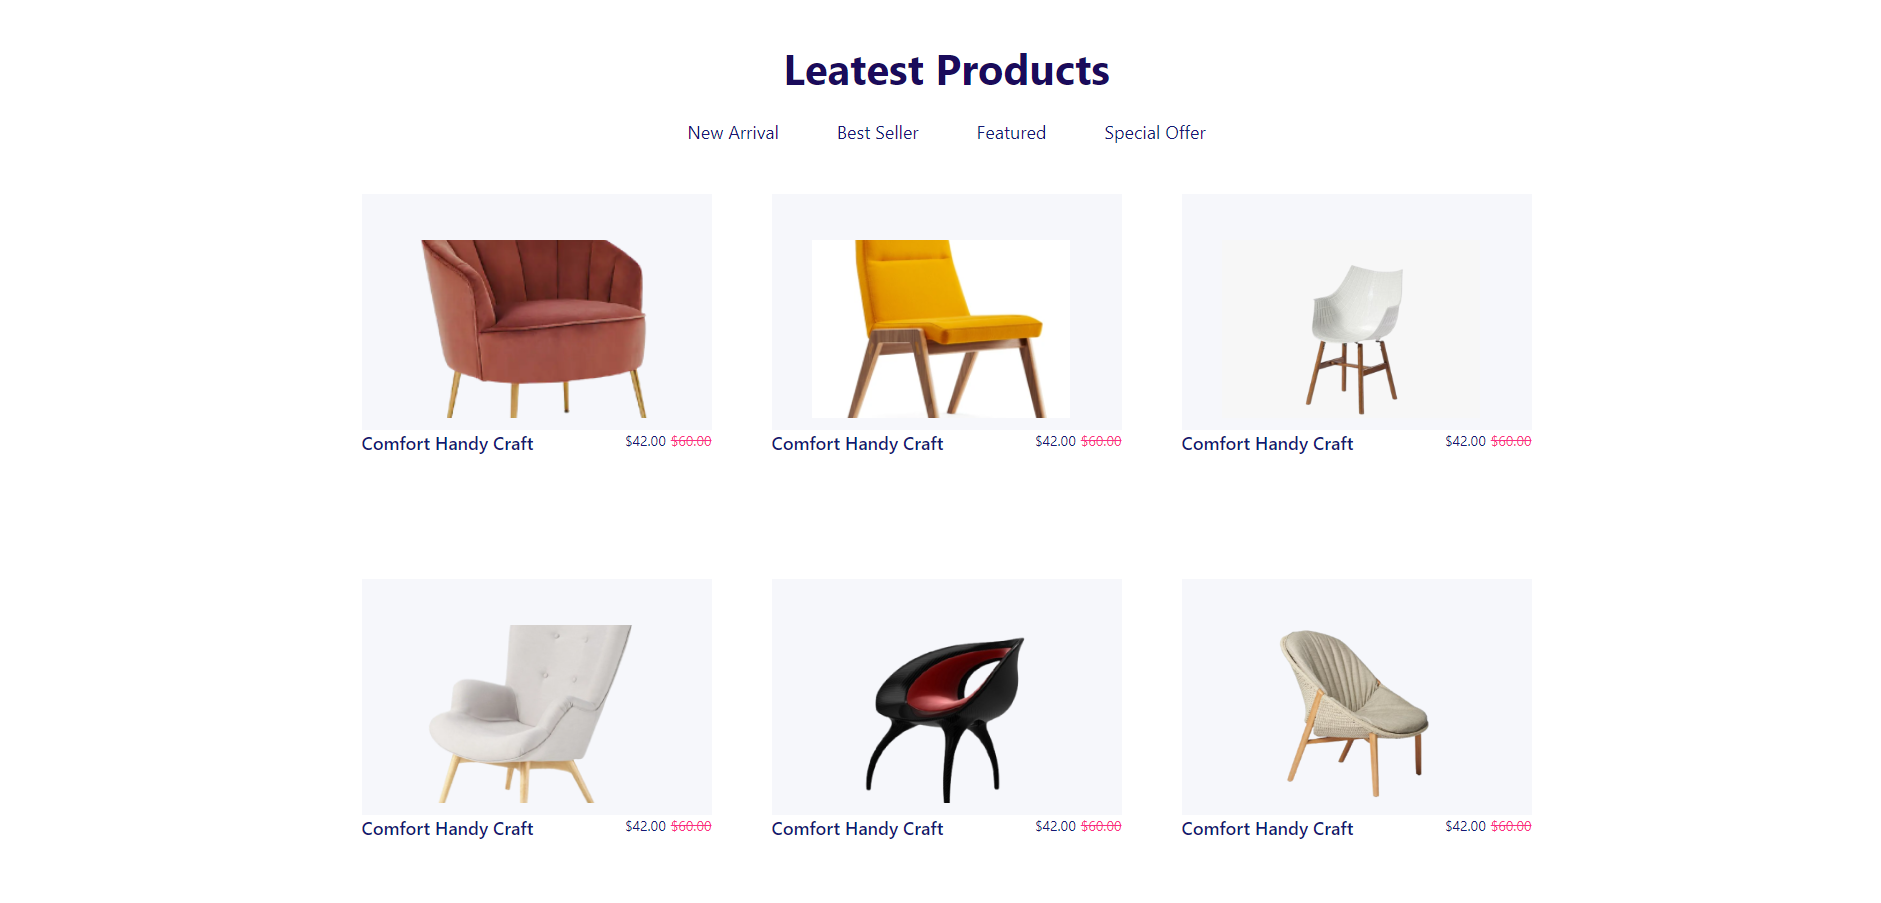 Leatest Products
New Arrival Best Seller Featured Special Offer
Comfort Handy Craft $42.00 $60.00 Comfort Handy Craft $42.00 $60.00 Comfort Handy Craft $42.00 $60.00
Comfort Handy Craft $42.00 $60.00 Comfort Handy Craft $42.00 $60.00 Comfort Handy Craft $42.00 $60.00